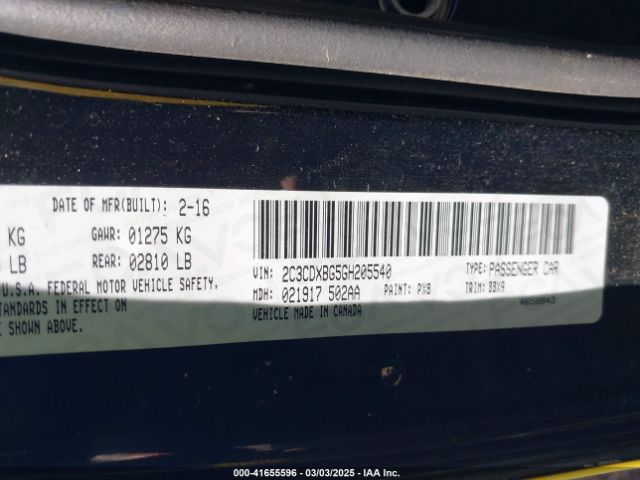 DATE OF MFR(BUILT): 2-16
KG GAWR: 01275 KG
LB REAR: 02810 LB
U.S.A. FEDERAL MOTOR VEHICLE SAFETY,
STANDARDS IN EFFECT ON
SHOWN ABOVE.
VIN: 2C3CDXBG5GH205540
TYPE: PASSENGER CAR
MDH: 021917 502AA PAINT: PX8 TRIM: BBX9
VEHICLE MADE IN CANADA
4658043
000-41655596 - 03/03/2025 - IAA Inc.